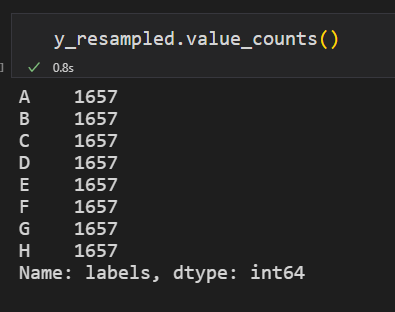 y_resampled.value_counts()
]
✓ 0.8s
A 1657
B 1657
C 1657
D 1657
E 1657
F 1657
G 1657
H 1657
Name: labels, dtype: int64